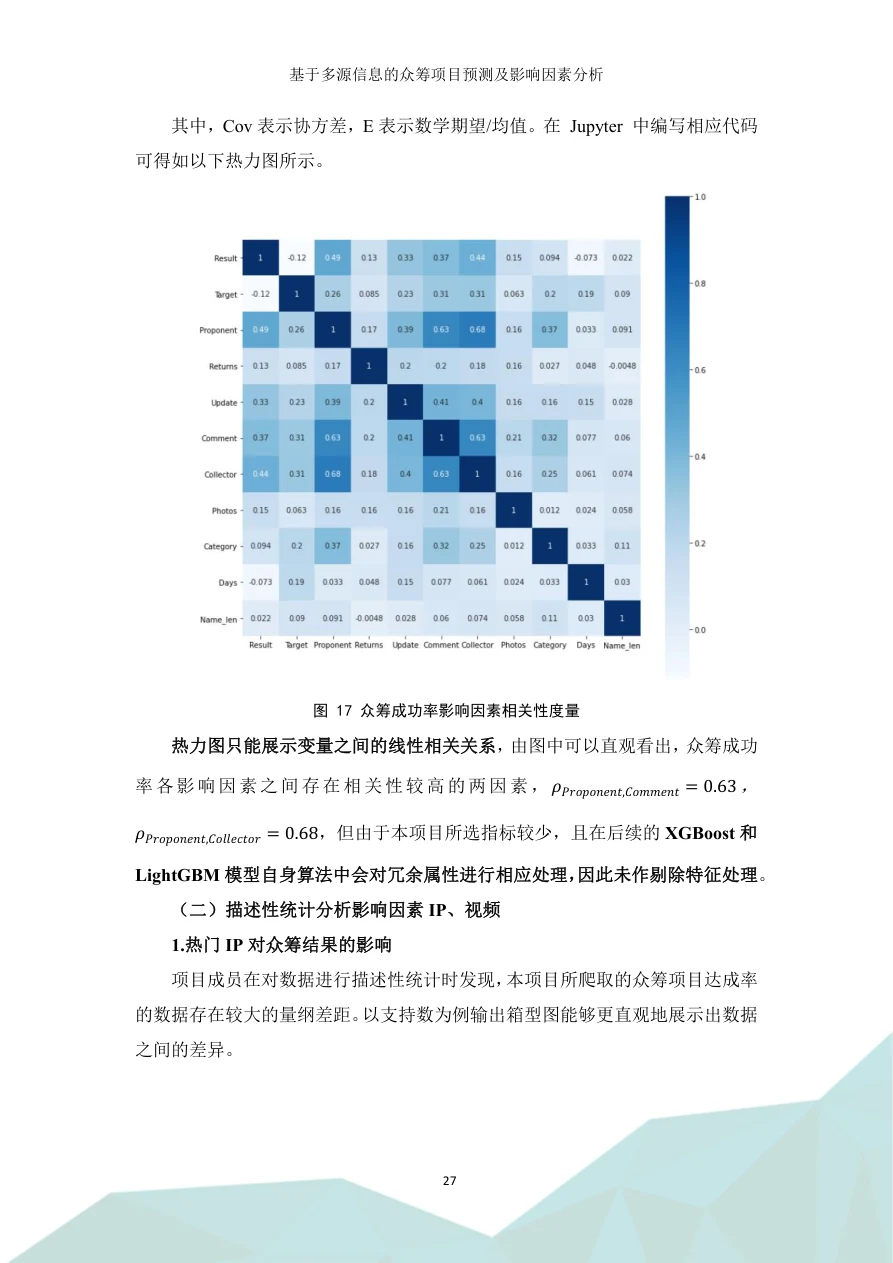 基于多源信息的众筹项目预测及影响因素分析
其中，Cov 表示协方差，E 表示数学期望/均值。在 Jupyter 中编写相应代码
可得如以下热力图所示。
1.0
Result 1 -0.12 0.49 0.13 0.33 0.37 0.44 0.15 0.094 -0.073 0.022
0.8
Target -0.12 1 0.26 0.085 0.23 0.31 0.31 0.063 0.2 0.19 0.09
Proponent 0.49 0.26 1 0.17 0.39 0.63 0.68 0.16 0.37 0.033 0.091
Returns 0.13 0.085 0.17 1 0.2 0.2 0.18 0.16 0.027 0.048 -0.0048
0.6
Update 0.33 0.23 0.39 0.2 1 0.41 0.4 0.16 0.16 0.15 0.028
Comment 0.37 0.31 0.63 0.2 0.41 1 0.63 0.21 0.32 0.077 0.06
0.4
Collector 0.44 0.31 0.68 0.18 0.4 0.63 1 0.16 0.25 0.061 0.074
Photos 0.15 0.063 0.16 0.16 0.16 0.21 0.16 1 0.012 0.024 0.058
0.2
Category 0.094 0.2 0.37 0.027 0.16 0.32 0.25 0.012 1 0.033 0.11
Days -0.073 0.19 0.033 0.048 0.15 0.077 0.061 0.024 0.033 1 0.03
Name_len 0.022 0.09 0.091 -0.0048 0.028 0.06 0.074 0.058 0.11 0.03 1
0.0
Result Target Proponent Returns Update Comment Collector Photos Category Days Name_len
图 17 众筹成功率影响因素相关性度量
热力图只能展示变量之间的线性相关关系，由图中可以直观看出，众筹成功
率各影响因素之间存在相关性较高的两因素，ρProponent,Comment = 0.63，
ρProponent,Collector = 0.68，但由于本项目所选指标较少，且在后续的 XGBoost 和
LightGBM 模型自身算法中会对冗余属性进行相应处理，因此未作剔除特征处理。
（二）描述性统计分析影响因素 IP、视频
1.热门 IP 对众筹结果的影响
项目成员在对数据进行描述性统计时发现，本项目所爬取的众筹项目达成率
的数据存在较大的量纲差距。以支持数为例输出箱型图能够更直观地展示出数据
之间的差异。
27